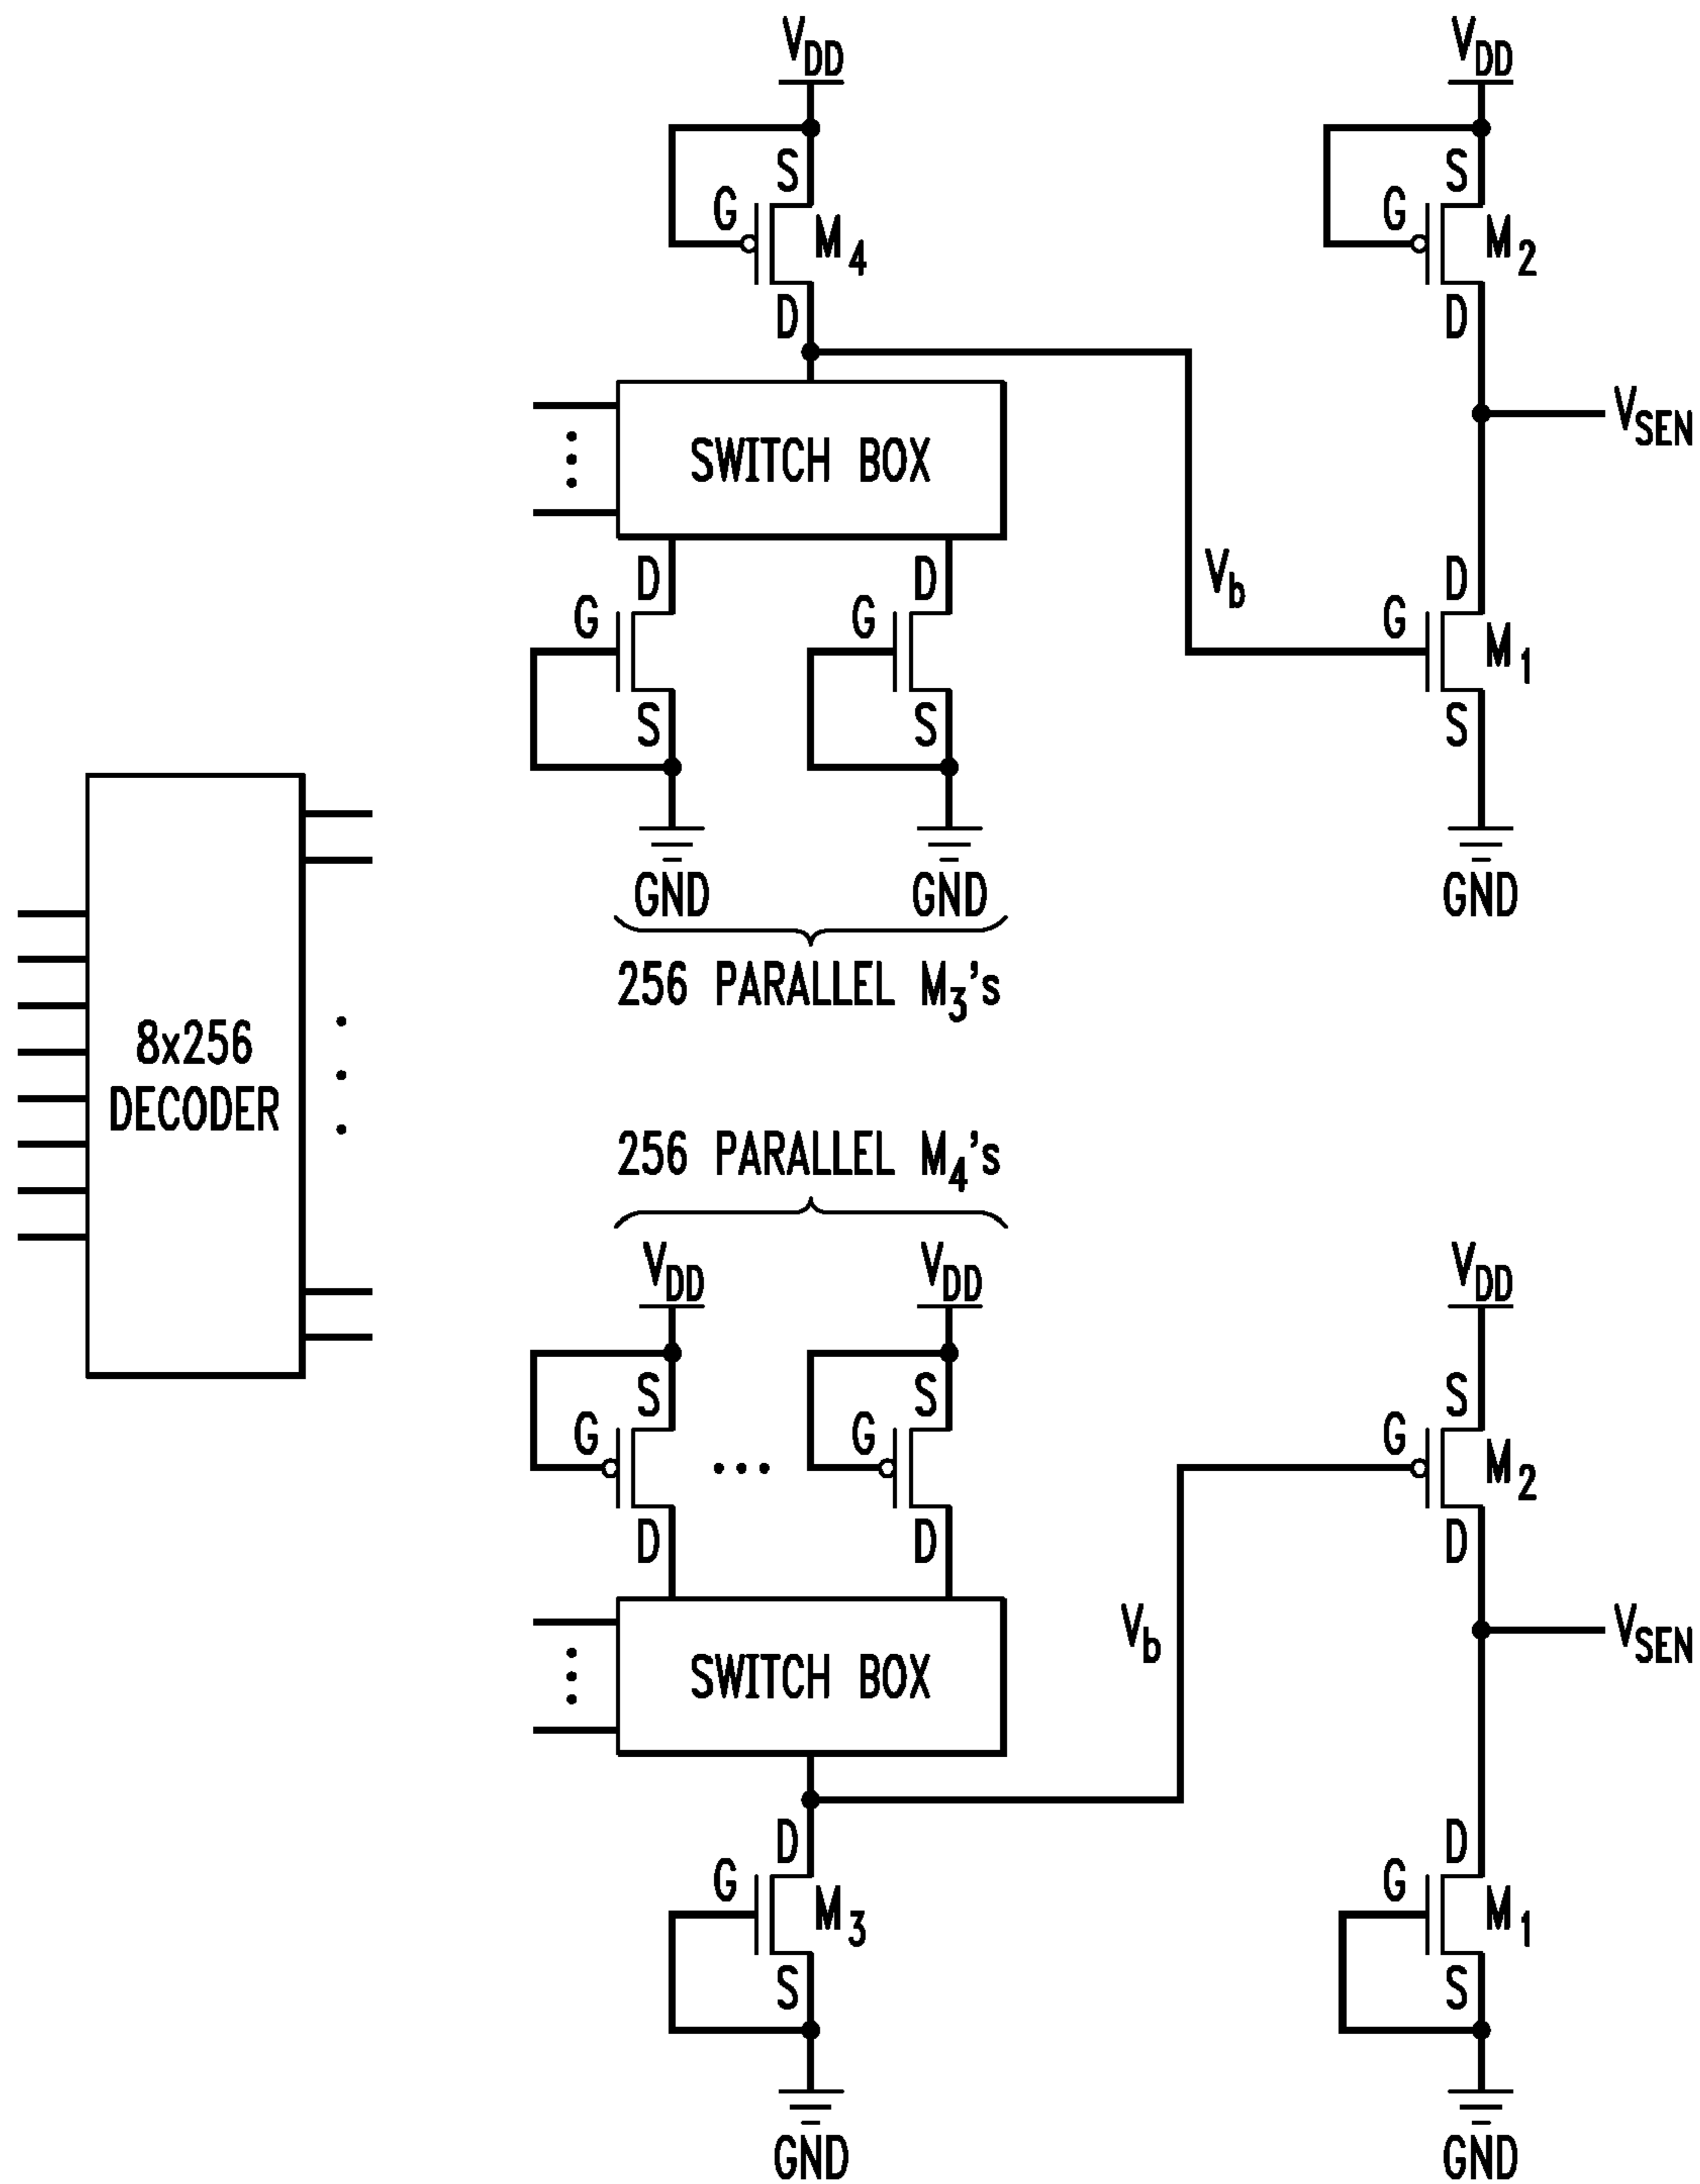 VDD VDD
S S
G M4 G M2
D D
SWITCH BOX VSEN
D D Vb D
G G G M1
S S S
GND GND GND
256 PARALLEL M3's
8x256
DECODER
256 PARALLEL M4's
VDD VDD VDD
S S S
G G G M2
D D D
SWITCH BOX Vb VSEN
D D
G M3 G M1
S S
GND GND